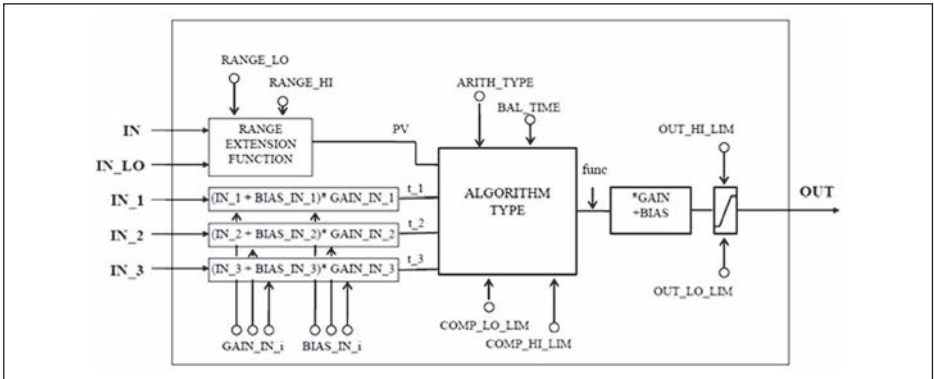 RANGE_LO
RANGE_HI
ARITH_TYPE
BAL_TIME
IN
RANGE
EXTENSION
FUNCTION
PV
OUT_HI_LIM
IN_LO
func
ALGORITHM
TYPE
*GAIN
+BIAS
OUT
IN_1
(IN_1 + BIAS_IN_1)* GAIN_IN_1
t_1
IN_2
(IN_2 + BIAS_IN_2)* GAIN_IN_2
t_2
IN_3
(IN_3 + BIAS_IN_3)* GAIN_IN_3
t_3
OUT_LO_LIM
COMP_LO_LIM
COMP_HI_LIM
GAIN_IN_i
BIAS_IN_i